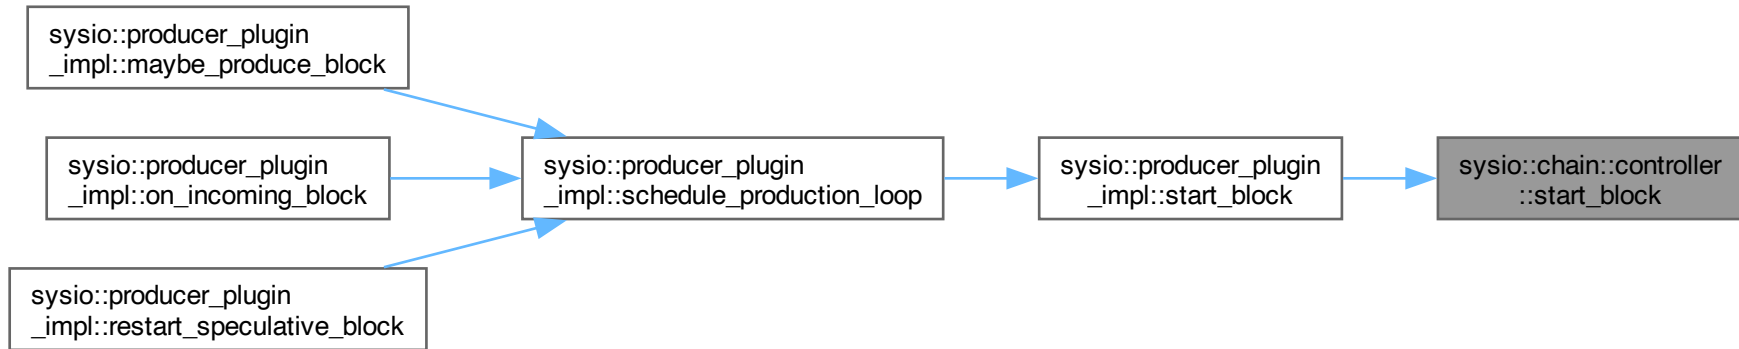 sysio::producer_plugin
_impl::maybe_produce_block
sysio::producer_plugin
_impl::on_incoming_block
sysio::producer_plugin
_impl::restart_speculative_block
sysio::producer_plugin
_impl::schedule_production_loop
sysio::producer_plugin
_impl::start_block
sysio::chain::controller
::start_block